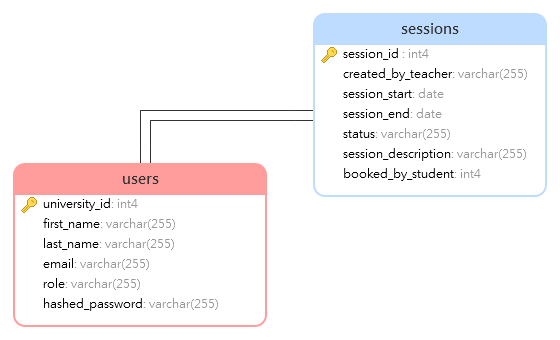 sessions
session_id : int4
created_by_teacher: varchar(255)
session_start: date
session_end: date
status: varchar(255)
session_description: varchar(255)
booked_by_student: int4
users
university_id: int4
first_name: varchar(255)
last_name: varchar(255)
email: varchar(255)
role: varchar(255)
hashed_password: varchar(255)